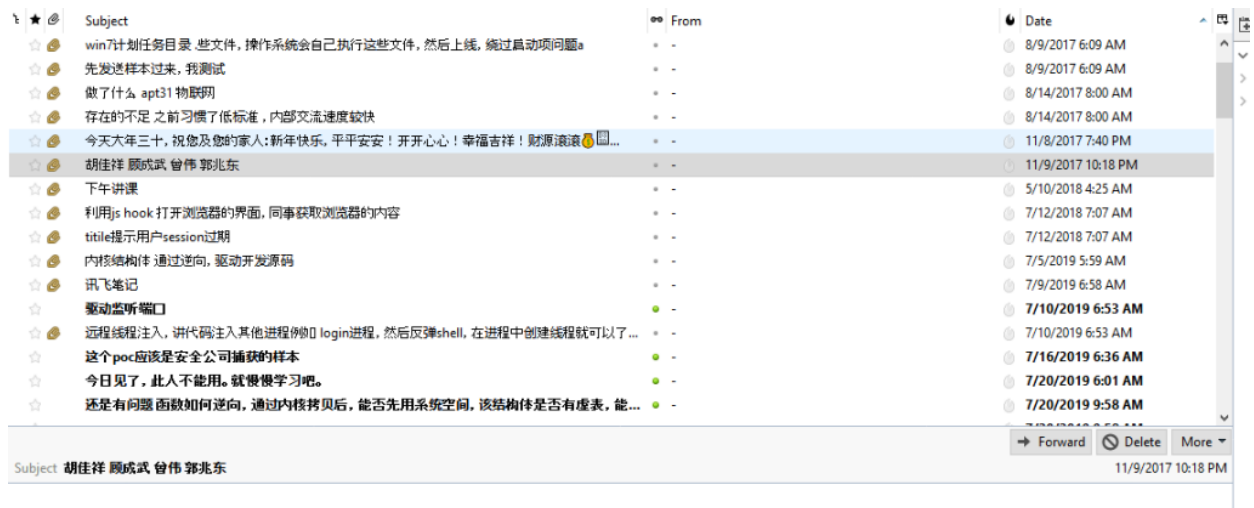 Subject From Date
win7计划任务目录 些文件, 操作系统会自己执行这些文件, 然后上线, 绕过启动项问题a - 8/9/2017 6:09 AM
先发送样本过来, 我测试 - 8/9/2017 6:09 AM
做了什么 apt31 物联网 - 8/14/2017 8:00 AM
存在的不足 之前习惯了低标准 , 内部交流速度较快 - 8/14/2017 8:00 AM
今天大年三十, 祝您及您的家人: 新年快乐, 平平安安！开开心心！幸福吉祥！财源滚滚💰... - 11/8/2017 7:40 PM
胡佳祥 顾成武 曾伟 郭兆东 - 11/9/2017 10:18 PM
下午讲课 - 5/10/2018 4:25 AM
利用js hook 打开浏览器的界面, 同事获取浏览器的内容 - 7/12/2018 7:07 AM
titile提示用户session过期 - 7/12/2018 7:07 AM
内核结构体 通过逆向, 驱动开发源码 - 7/5/2019 5:59 AM
讯飞笔记 - 7/9/2019 6:58 AM
驱动监听端口 - 7/10/2019 6:53 AM
远程线程注入, 讲代码注入其他进程例如 login进程, 然后反弹shell, 在进程中创建线程就可以了... - 7/10/2019 6:53 AM
这个poc应该是安全公司捕获的样本 - 7/16/2019 6:36 AM
今日见了, 此人不能用。就慢慢学习吧。 - 7/20/2019 6:01 AM
还是有问题 函数如何逆向, 通过内核拷贝后, 能否先用系统空间, 该结构体是否有虚表, 能... - 7/20/2019 9:58 AM
Forward Delete More
Subject 胡佳祥 顾成武 曾伟 郭兆东 11/9/2017 10:18 PM